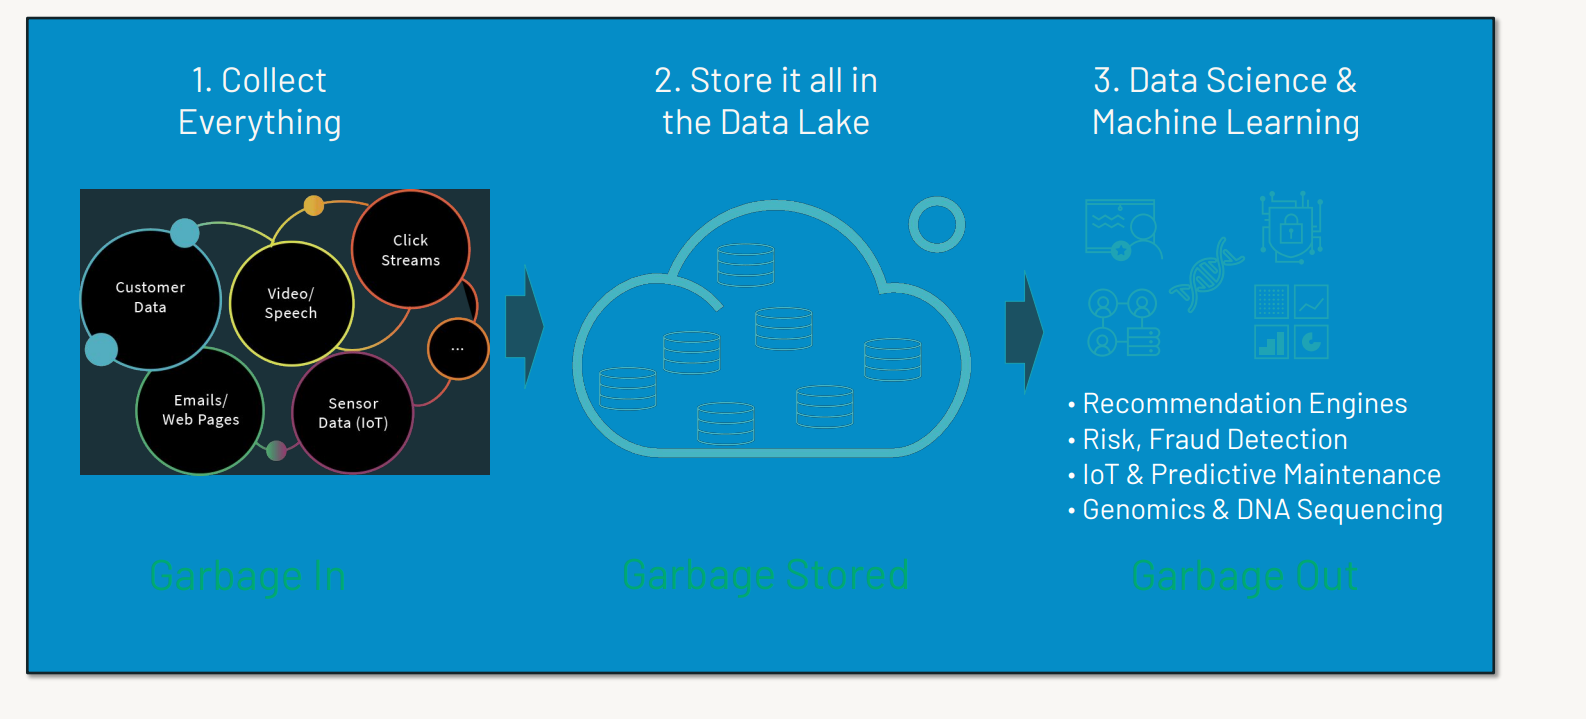 1. Collect
Everything
2. Store it all in
the Data Lake
3. Data Science &
Machine Learning
Customer
Data
Video/
Speech
Click
Streams
...
Emails/
Web Pages
Sensor
Data (IoT)
• Recommendation Engines
• Risk, Fraud Detection
• IoT & Predictive Maintenance
• Genomics & DNA Sequencing
Garbage In
Garbage Stored
Garbage Out